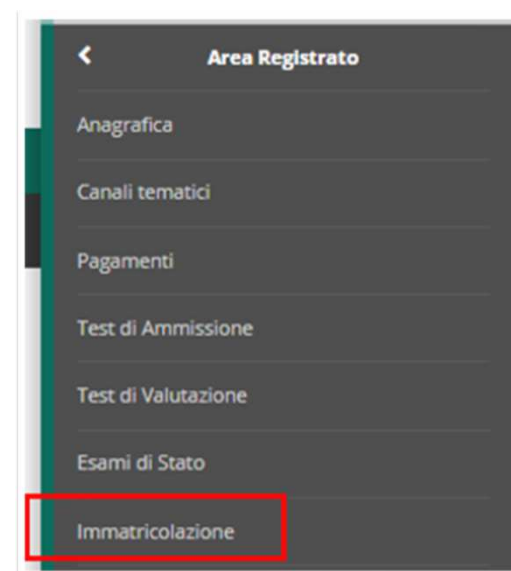 Area Registrato
Anagrafica
Canali tematici
Pagamenti
Test di Ammissione
Test di Valutazione
Esami di Stato
Immatricolazione